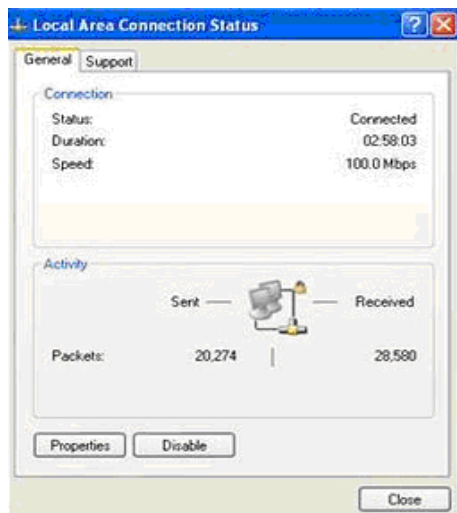 Local Area Connection Status
General Support
Connection
Status: Connected
Duration: 02:58:03
Speed: 100.0 Mbps
Activity
Sent — — Received
Packets: 20,274 | 28,580
Properties Disable
Close